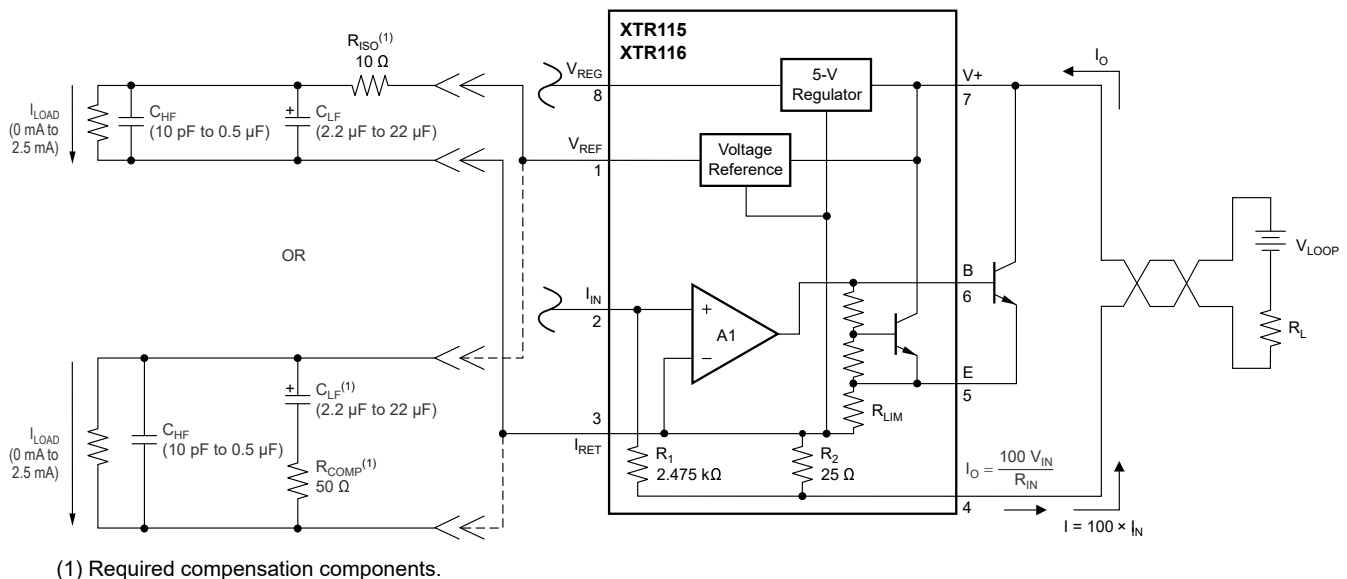 XTR115
XTR116
R_ISO(1)
10 Ω
I_LOAD
(0 mA to
2.5 mA)
C_HF
(10 pF to 0.5 µF)
+
C_LF
(2.2 µF to 22 µF)
V_REG
8
5-V
Regulator
V+
7
I_O
V_REF
1
Voltage
Reference
OR
I_IN
2
+
A1
−
B
6
E
5
V_LOOP
R_L
R_LIM
3
I_RET
R_1
2.475 kΩ
R_2
25 Ω
I_O = 100 V_IN / R_IN
4
I = 100 × I_IN
I_LOAD
(0 mA to
2.5 mA)
C_HF
(10 pF to 0.5 µF)
+
C_LF(1)
(2.2 µF to 22 µF)
R_COMP(1)
50 Ω
(1) Required compensation components.